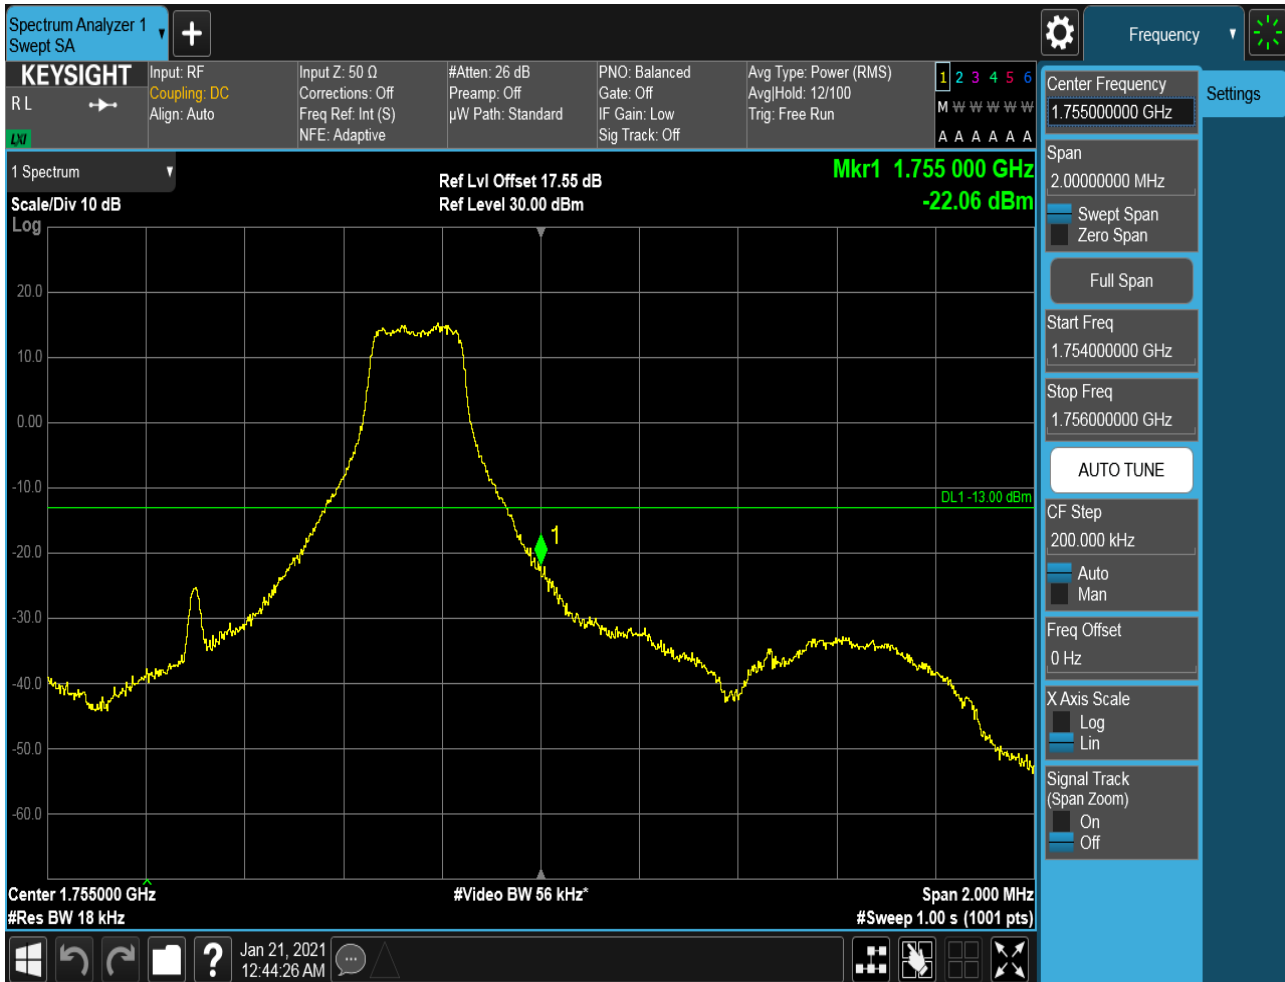 Spectrum Analyzer 1
Swept SA
Frequency
KEYSIGHT
R L
LXI
Input: RF
Coupling: DC
Align: Auto
Input Z: 50 Ω
Corrections: Off
Freq Ref: Int (S)
NFE: Adaptive
#Atten: 26 dB
Preamp: Off
µW Path: Standard
PNO: Balanced
Gate: Off
IF Gain: Low
Sig Track: Off
Avg Type: Power (RMS)
Avg|Hold: 12/100
Trig: Free Run
1 2 3 4 5 6
M W W W W W
A A A A A A
1 Spectrum
Scale/Div 10 dB
Log
Ref Lvl Offset 17.55 dB
Ref Level 30.00 dBm
Mkr1 1.755 000 GHz
-22.06 dBm
20.0
10.0
0.00
-10.0
-20.0
-30.0
-40.0
-50.0
-60.0
DL1 -13.00 dBm
1
Center 1.755000 GHz
#Res BW 18 kHz
#Video BW 56 kHz*
Span 2.000 MHz
#Sweep 1.00 s (1001 pts)
?
Jan 21, 2021
12:44:26 AM
Center Frequency
1.755000000 GHz
Settings
Span
2.00000000 MHz
Swept Span
Zero Span
Full Span
Start Freq
1.754000000 GHz
Stop Freq
1.756000000 GHz
AUTO TUNE
CF Step
200.000 kHz
Auto
Man
Freq Offset
0 Hz
X Axis Scale
Log
Lin
Signal Track
(Span Zoom)
On
Off